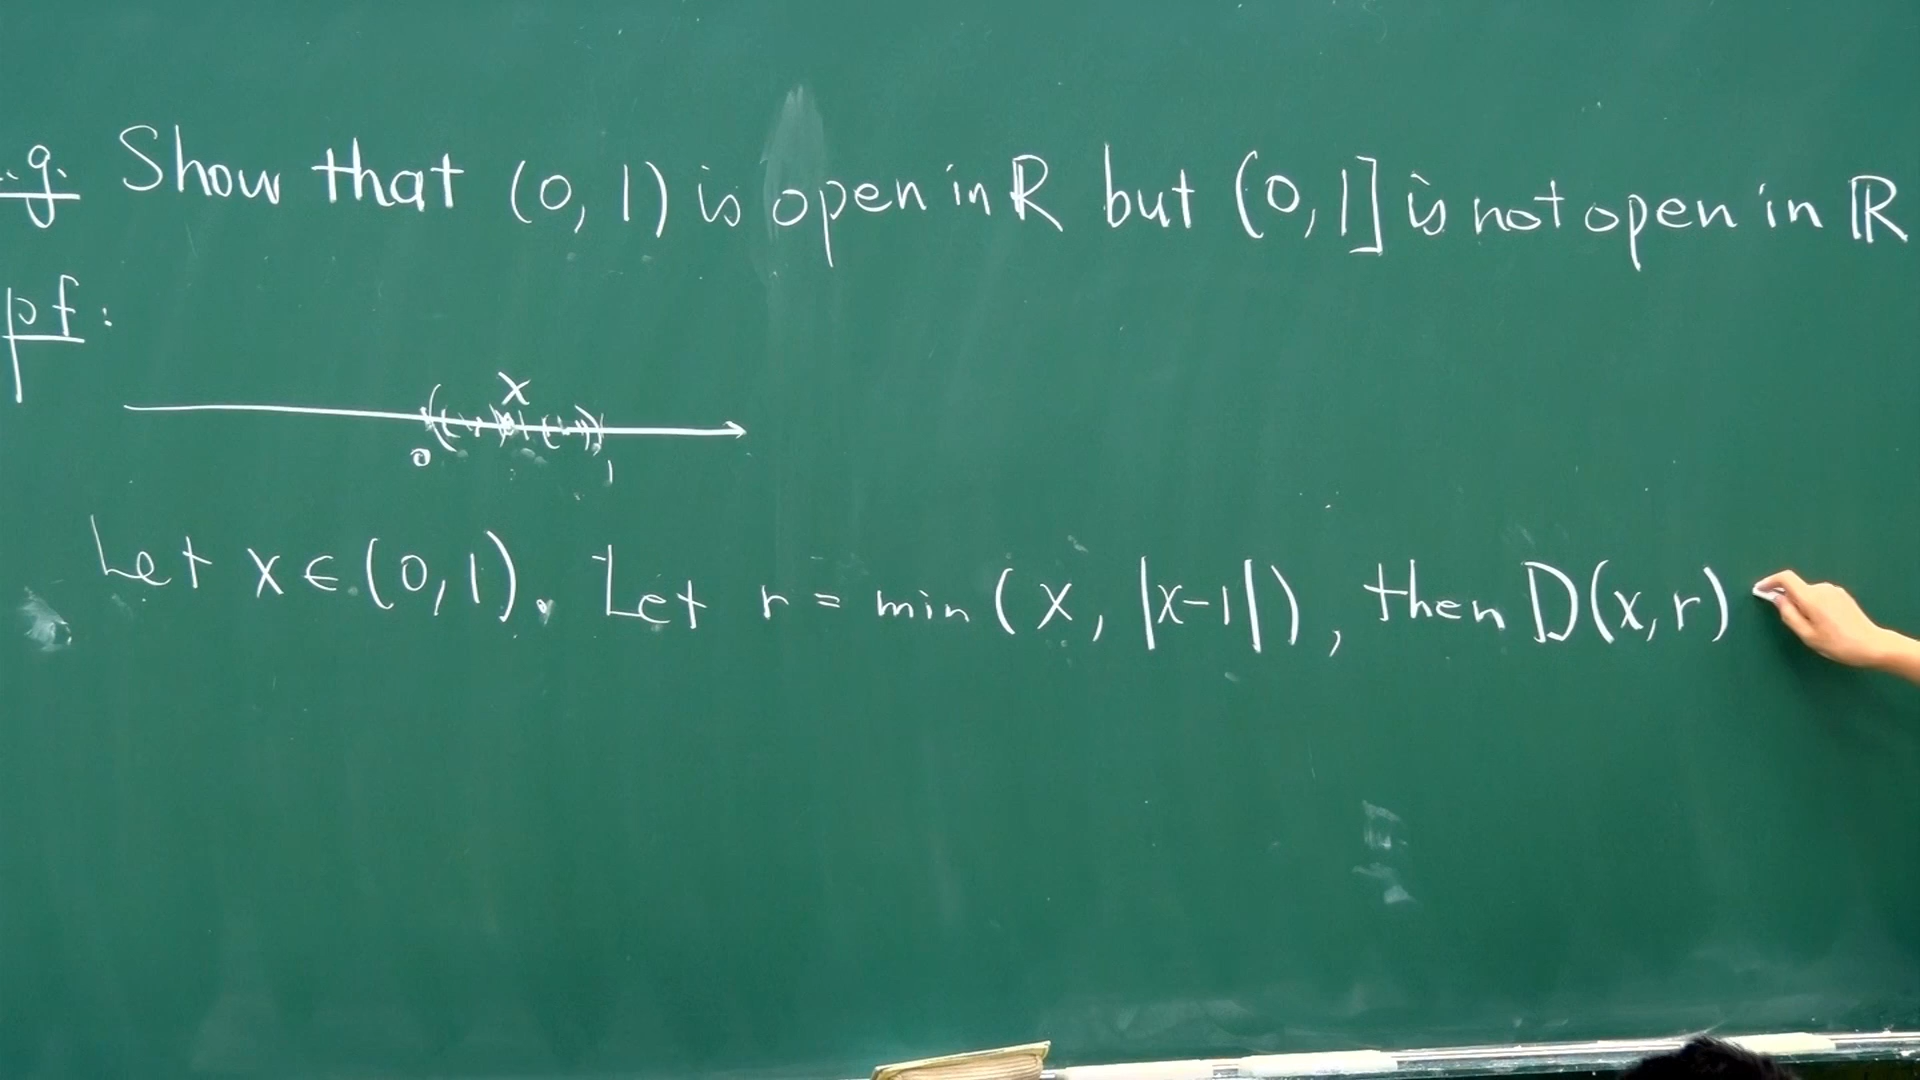 .g. Show that (0, 1) is open in ℝ but (0, 1] is not open in ℝ
pf:
x
0 1
Let x ∈ (0, 1). Let r = min (x, |x-1|), then D(x, r)